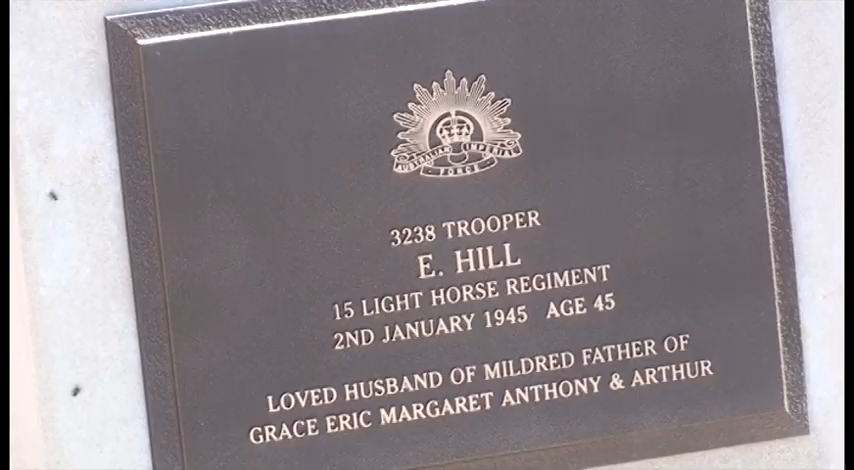 AUSTRALIAN IMPERIAL
FORCE
3238 TROOPER
E. HILL
15 LIGHT HORSE REGIMENT
2ND JANUARY 1945 AGE 45
LOVED HUSBAND OF MILDRED FATHER OF
GRACE ERIC MARGARET ANTHONY & ARTHUR